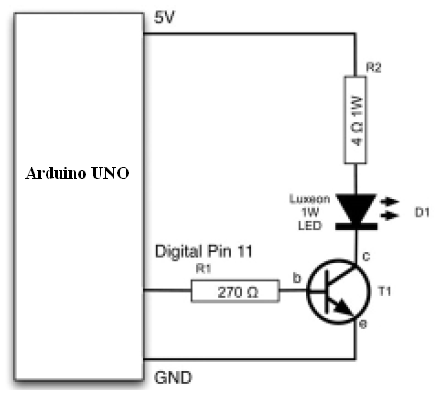 5V
R2
4 Ω 1W
Arduino UNO
Luxeon
1W
LED
D1
Digital Pin 11
R1
270 Ω
b
c
T1
e
GND